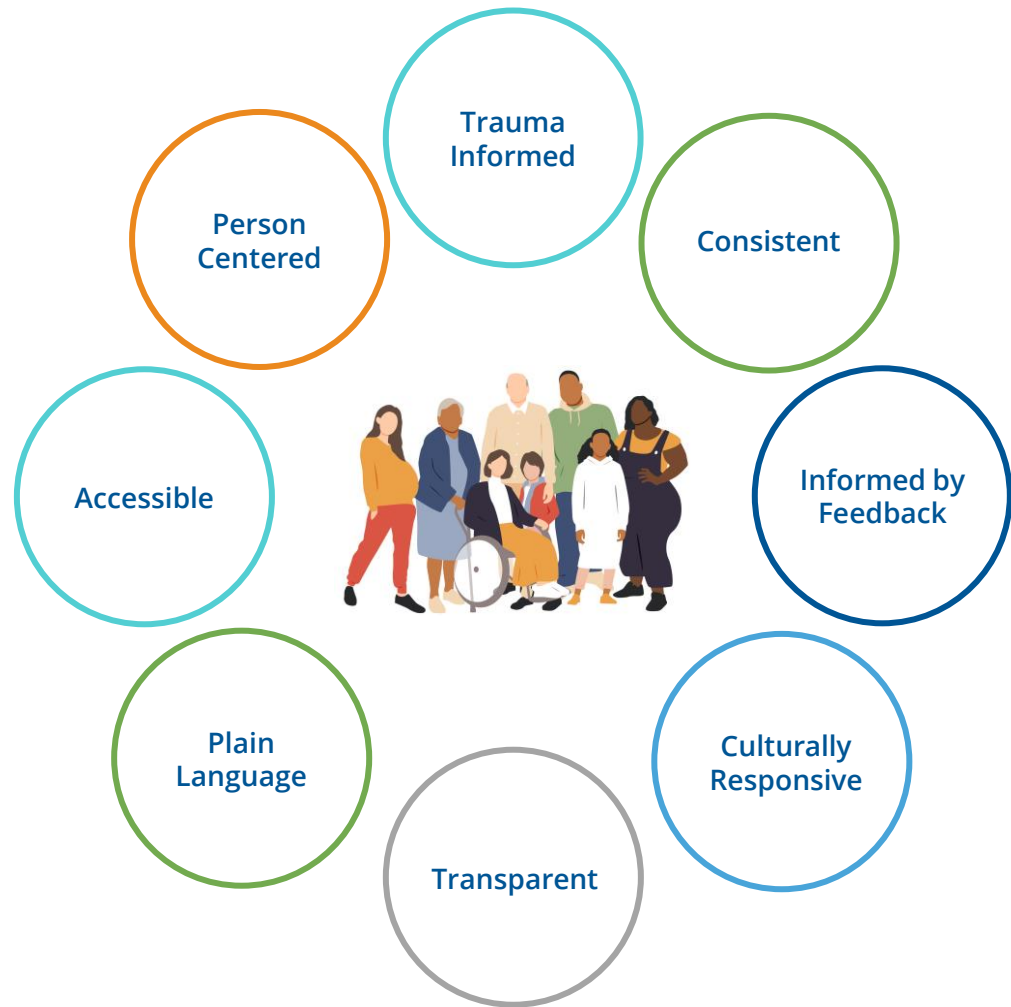 Trauma
Informed
Consistent
Informed by
Feedback
Culturally
Responsive
Transparent
Plain
Language
Accessible
Person
Centered